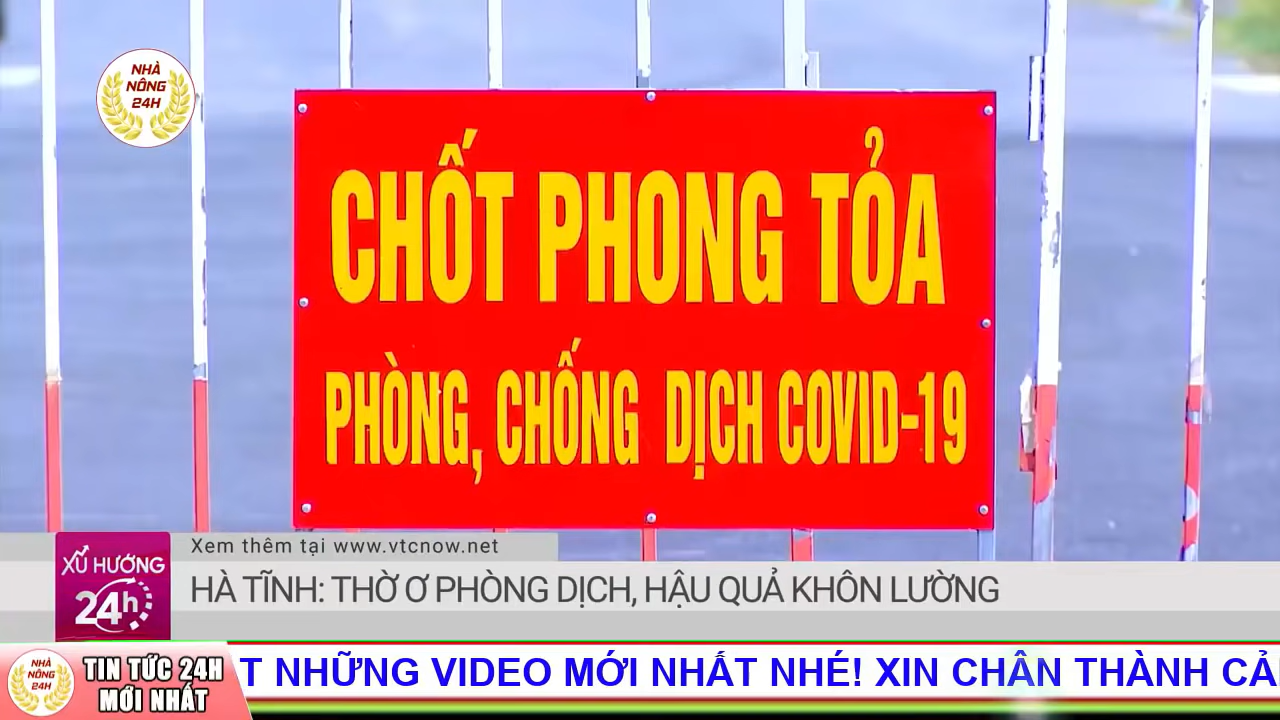 NHÀ
NÔNG
24H
CHỐT PHONG TỎA
PHÒNG, CHỐNG DỊCH COVID-19
Xem thêm tại www.vtcnow.net
XU HƯỚNG
24h
HÀ TĨNH: THỜ Ơ PHÒNG DỊCH, HẬU QUẢ KHÔN LƯỜNG
NHÀ
NÔNG
24H
TIN TỨC 24H
MỚI NHẤT
T NHỮNG VIDEO MỚI NHẤT NHÉ! XIN CHÂN THÀNH CẢ